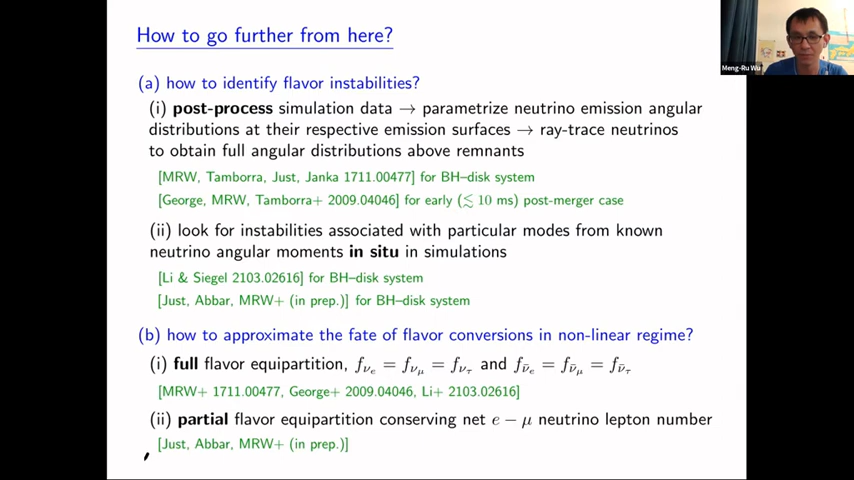 How to go further from here?
Meng-Ru Wu
(a) how to identify flavor instabilities?
(i) post-process simulation data → parametrize neutrino emission angular
distributions at their respective emission surfaces → ray-trace neutrinos
to obtain full angular distributions above remnants
[MRW, Tamborra, Just, Janka 1711.00477] for BH–disk system
[George, MRW, Tamborra+ 2009.04046] for early (≲ 10 ms) post-merger case
(ii) look for instabilities associated with particular modes from known
neutrino angular moments in situ in simulations
[Li & Siegel 2103.02616] for BH–disk system
[Just, Abbar, MRW+ (in prep.)] for BH–disk system
(b) how to approximate the fate of flavor conversions in non-linear regime?
(i) full flavor equipartition, f_{ν_e} = f_{ν_μ} = f_{ν_τ} and f_{ν̄_e} = f_{ν̄_μ} = f_{ν̄_τ}
[MRW+ 1711.00477, George+ 2009.04046, Li+ 2103.02616]
(ii) partial flavor equipartition conserving net e − μ neutrino lepton number
[Just, Abbar, MRW+ (in prep.)]